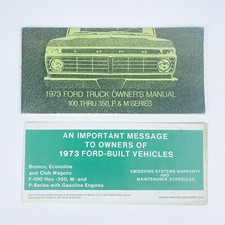 FORD
1973 FORD TRUCK OWNER'S MANUAL
100 THRU 350, P & M SERIES
AN IMPORTANT MESSAGE
TO OWNERS OF
1973 FORD-BUILT VEHICLES
Bronco, Econoline
and Club Wagons
F-100 thru -350, M- and
P-Series with Gasoline Engines
EMISSIONS SYSTEMS WARRANTY
AND
MAINTENANCE SCHEDULES